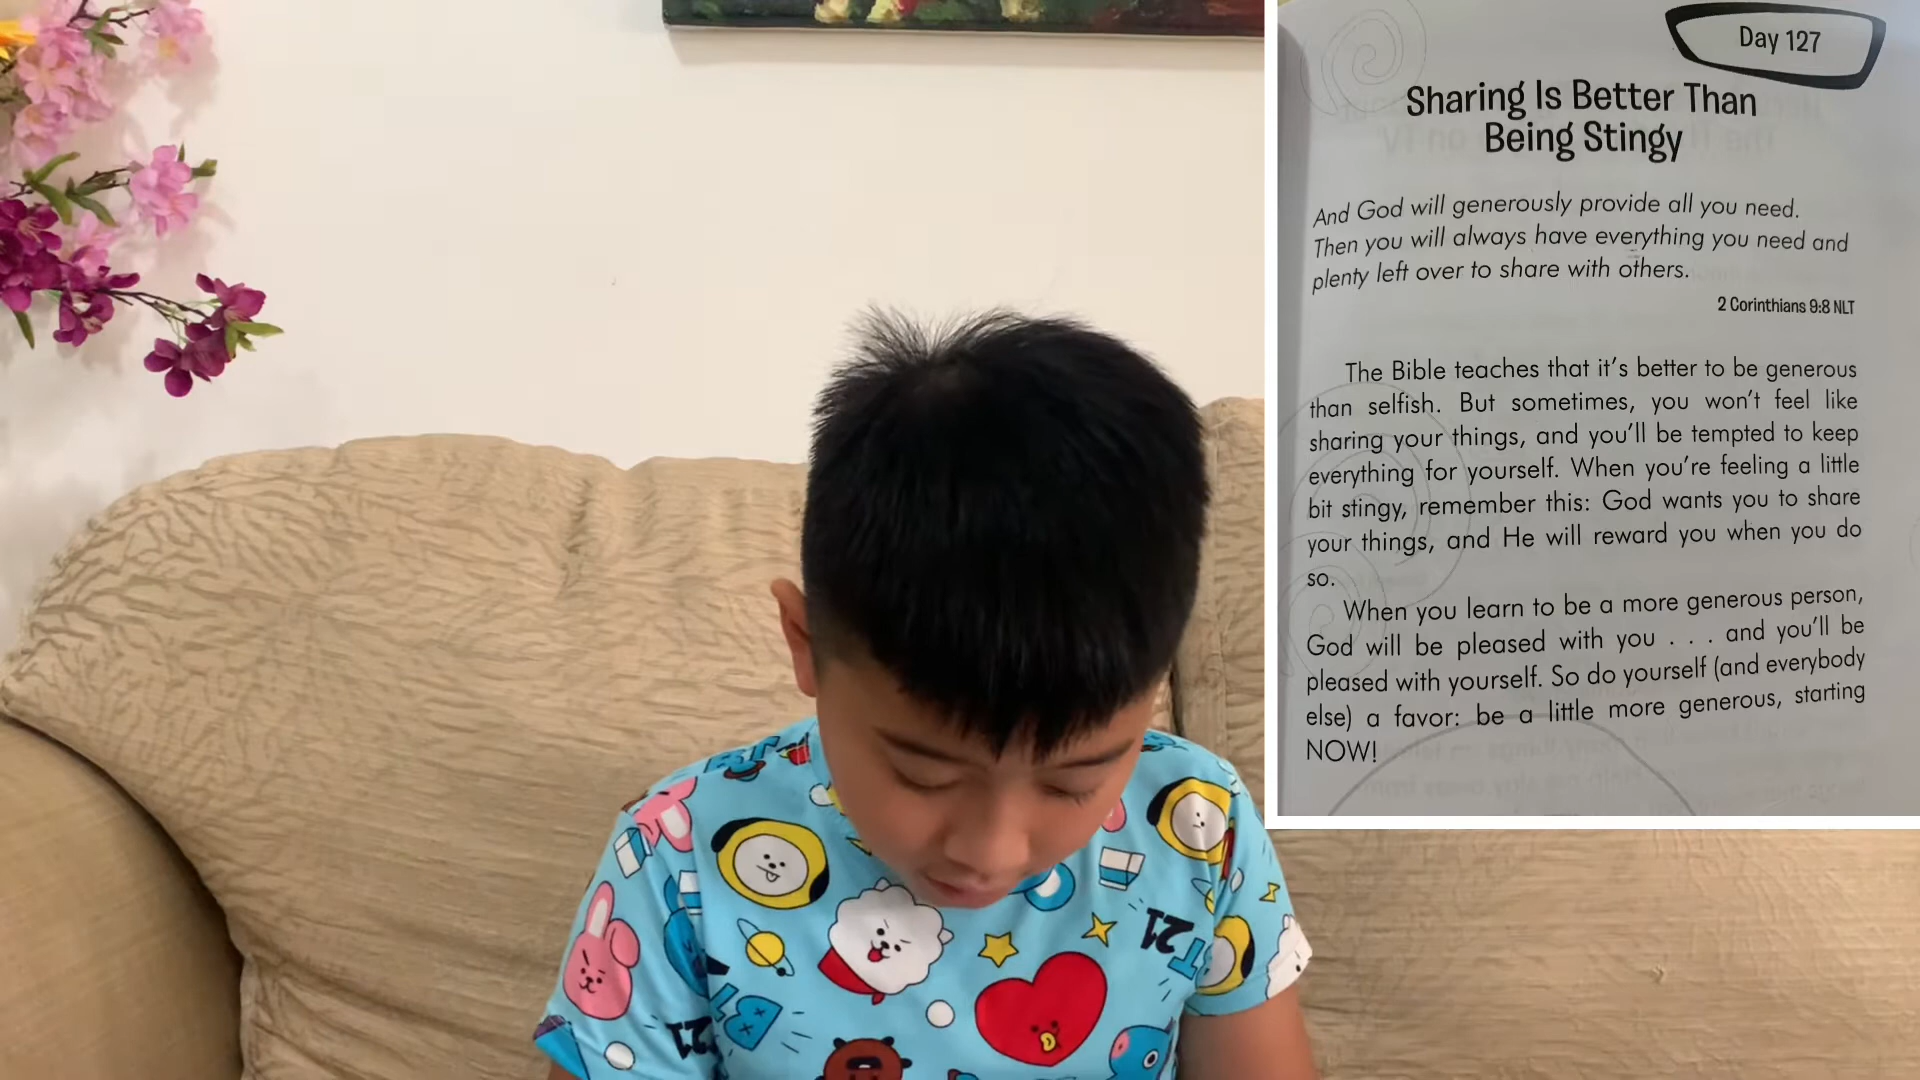 Day 127
Sharing Is Better Than
Being Stingy
And God will generously provide all you need.
Then you will always have everything you need and
plenty left over to share with others.
2 Corinthians 9:8 NLT
The Bible teaches that it's better to be generous
than selfish. But sometimes, you won't feel like
sharing your things, and you'll be tempted to keep
everything for yourself. When you're feeling a little
bit stingy, remember this: God wants you to share
your things, and He will reward you when you do
so.
When you learn to be a more generous person,
God will be pleased with you . . . and you'll be
pleased with yourself. So do yourself (and everybody
else) a favor: be a little more generous, starting
NOW!
BT21
BT21